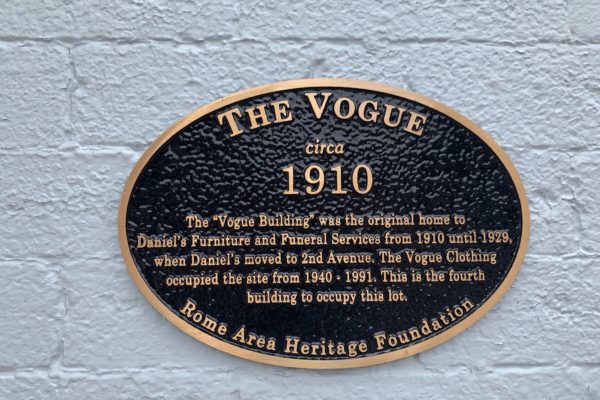 THE VOGUE
circa
1910
The "Vogue Building" was the original home to
Daniel's Furniture and Funeral Services from 1910 until 1929,
when Daniel's moved to 2nd Avenue. The Vogue Clothing
occupied the site from 1940 - 1991. This is the fourth
building to occupy this lot.
Rome Area Heritage Foundation